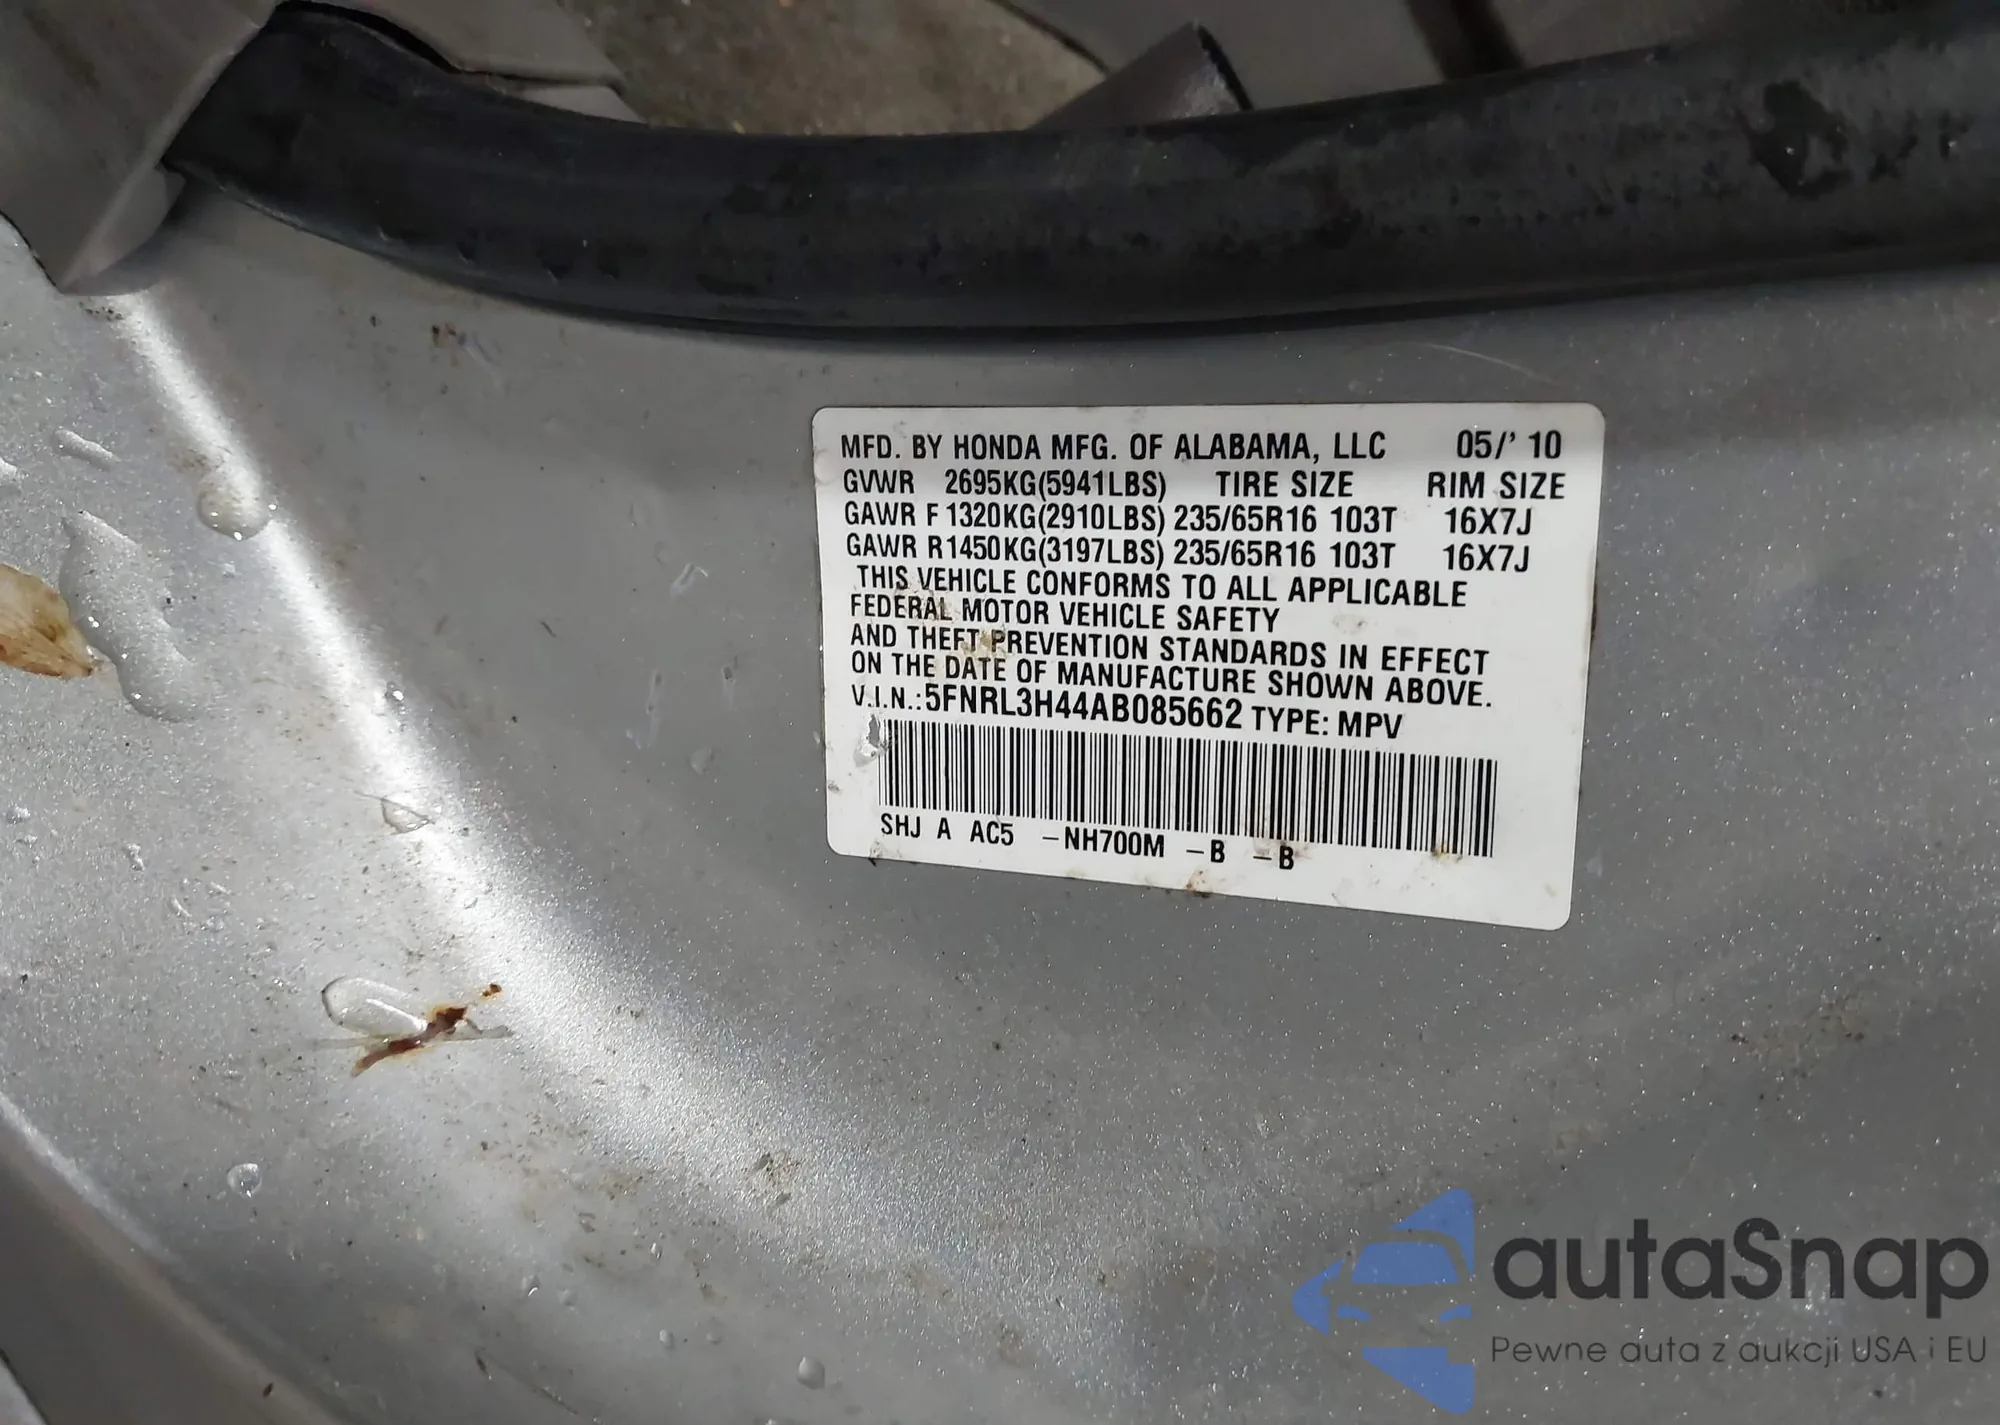 MFD. BY HONDA MFG. OF ALABAMA, LLC 05/' 10
GVWR 2695KG(5941LBS) TIRE SIZE RIM SIZE
GAWR F 1320KG(2910LBS) 235/65R16 103T 16X7J
GAWR R1450KG(3197LBS) 235/65R16 103T 16X7J
THIS VEHICLE CONFORMS TO ALL APPLICABLE
FEDERAL MOTOR VEHICLE SAFETY
AND THEFT PREVENTION STANDARDS IN EFFECT
ON THE DATE OF MANUFACTURE SHOWN ABOVE.
V.I.N.:5FNRL3H44AB085662 TYPE: MPV
SHJ A AC5 -NH700M -B -B
autaSnap
Pewne auta z aukcji USA i EU